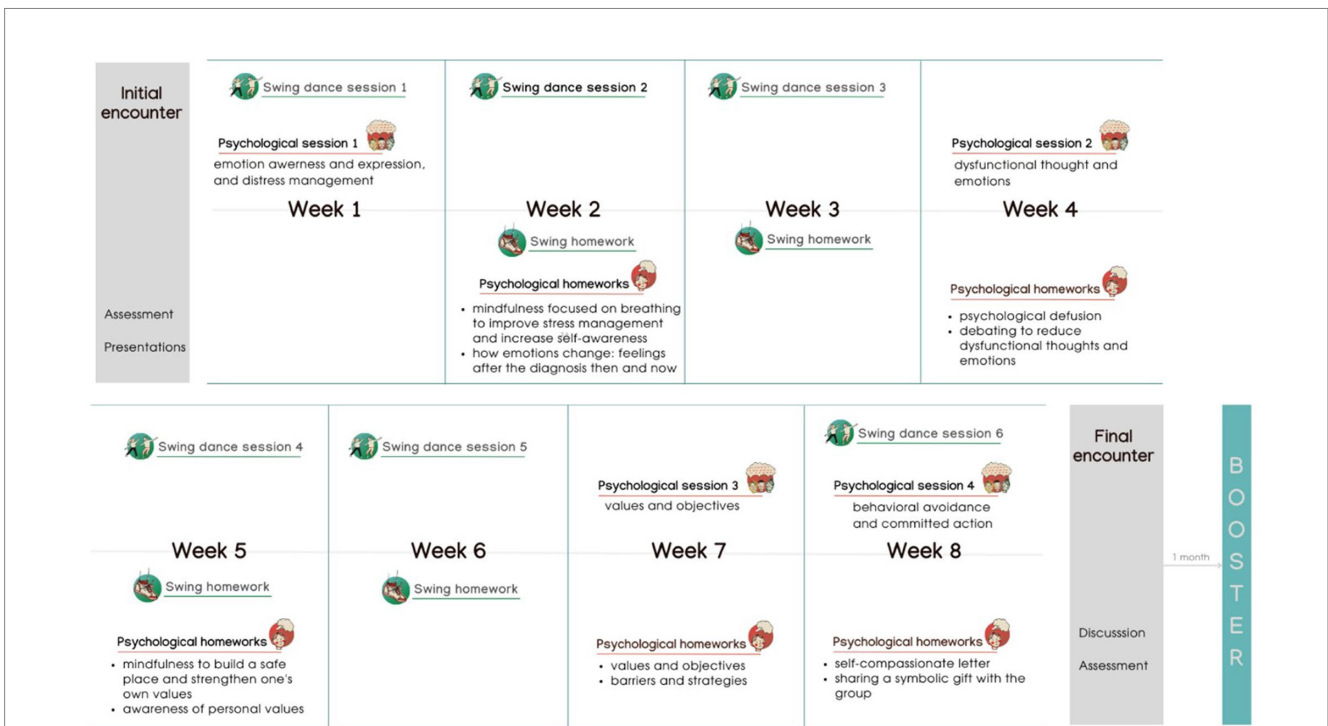 Initial
encounter
Assessment
Presentations
Swing dance session 1
Psychological session 1
emotion awerness and expression,
and distress management
Week 1
Swing dance session 2
Week 2
Swing homework
Psychological homeworks
• mindfulness focused on breathing
to improve stress management
and increase self-awareness
• how emotions change: feelings
after the diagnosis then and now
Swing dance session 3
Week 3
Swing homework
Psychological session 2
dysfunctional thought and
emotions
Week 4
Psychological homeworks
• psychological defusion
• debating to reduce
dysfunctional thoughts and
emotions
Swing dance session 4
Week 5
Swing homework
Psychological homeworks
• mindfulness to build a safe
place and strengthen one's
own values
• awareness of personal values
Swing dance session 5
Week 6
Swing homework
Psychological session 3
values and objectives
Week 7
Psychological homeworks
• values and objectives
• barriers and strategies
Swing dance session 6
Psychological session 4
behavioral avoidance
and committed action
Week 8
Psychological homeworks
• self-compassionate letter
• sharing a symbolic gift with the
group
Final
encounter
Discusssion
Assessment
1 month
BOOSTER